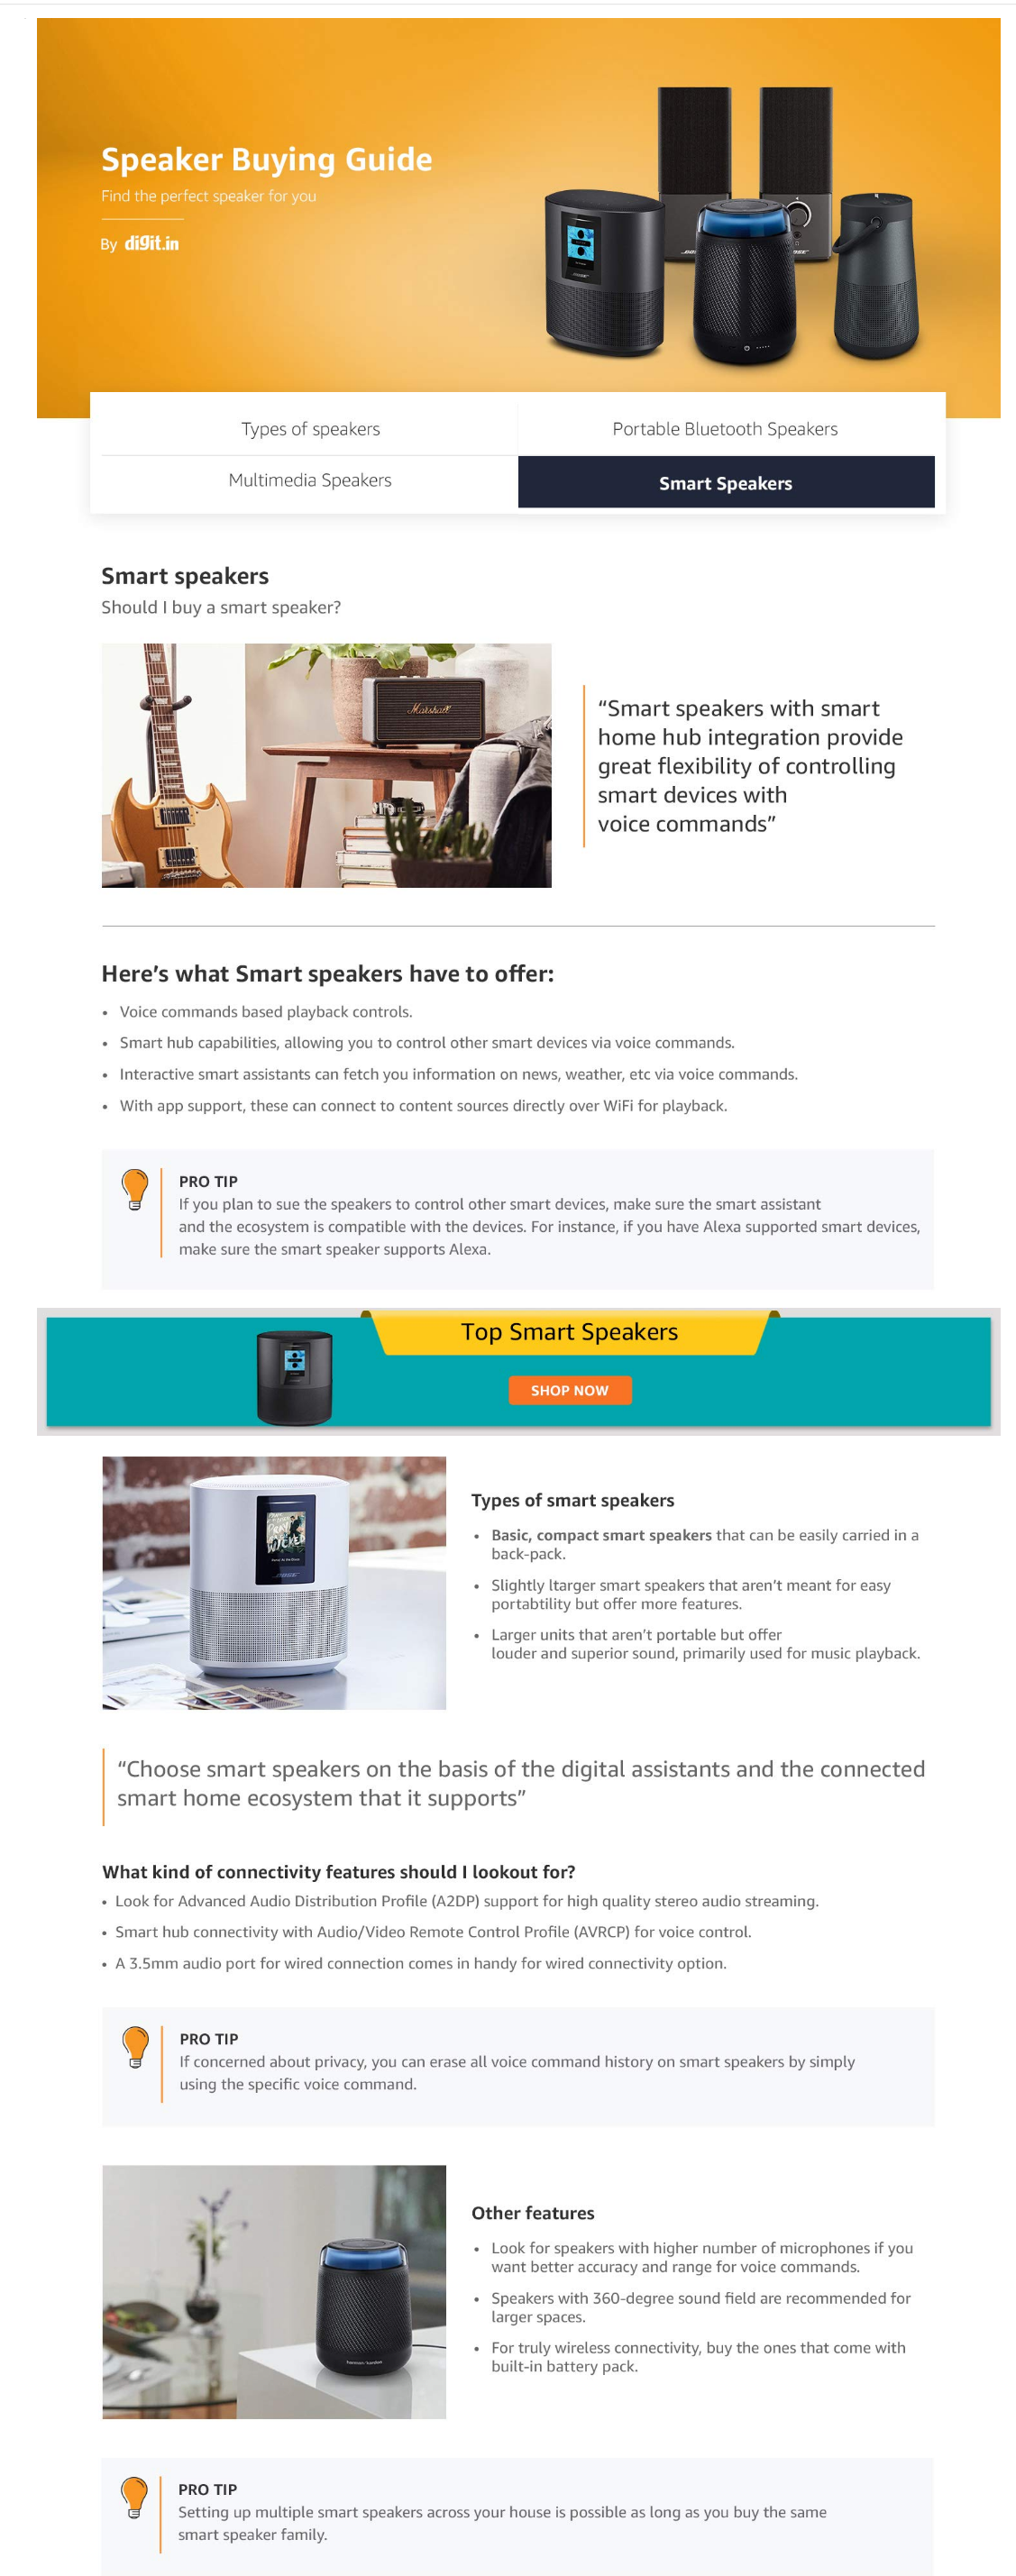 Speaker Buying Guide
Find the perfect speaker for you
By digit.in
Types of speakers
Portable Bluetooth Speakers
Multimedia Speakers
Smart Speakers
Smart speakers
Should I buy a smart speaker?
Marshall
“Smart speakers with smart
home hub integration provide
great flexibility of controlling
smart devices with
voice commands”
Here’s what Smart speakers have to offer:
• Voice commands based playback controls.
• Smart hub capabilities, allowing you to control other smart devices via voice commands.
• Interactive smart assistants can fetch you information on news, weather, etc via voice commands.
• With app support, these can connect to content sources directly over WiFi for playback.
PRO TIP
If you plan to sue the speakers to control other smart devices, make sure the smart assistant
and the ecosystem is compatible with the devices. For instance, if you have Alexa supported smart devices,
make sure the smart speaker supports Alexa.
Top Smart Speakers
SHOP NOW
WICKED
Types of smart speakers
• Basic, compact smart speakers that can be easily carried in a
back-pack.
• Slightly ltarger smart speakers that aren’t meant for easy
portabtility but offer more features.
• Larger units that aren’t portable but offer
louder and superior sound, primarily used for music playback.
“Choose smart speakers on the basis of the digital assistants and the connected
smart home ecosystem that it supports”
What kind of connectivity features should I lookout for?
• Look for Advanced Audio Distribution Profile (A2DP) support for high quality stereo audio streaming.
• Smart hub connectivity with Audio/Video Remote Control Profile (AVRCP) for voice control.
• A 3.5mm audio port for wired connection comes in handy for wired connectivity option.
PRO TIP
If concerned about privacy, you can erase all voice command history on smart speakers by simply
using the specific voice command.
harman/kardon
Other features
• Look for speakers with higher number of microphones if you
want better accuracy and range for voice commands.
• Speakers with 360-degree sound field are recommended for
larger spaces.
• For truly wireless connectivity, buy the ones that come with
built-in battery pack.
PRO TIP
Setting up multiple smart speakers across your house is possible as long as you buy the same
smart speaker family.